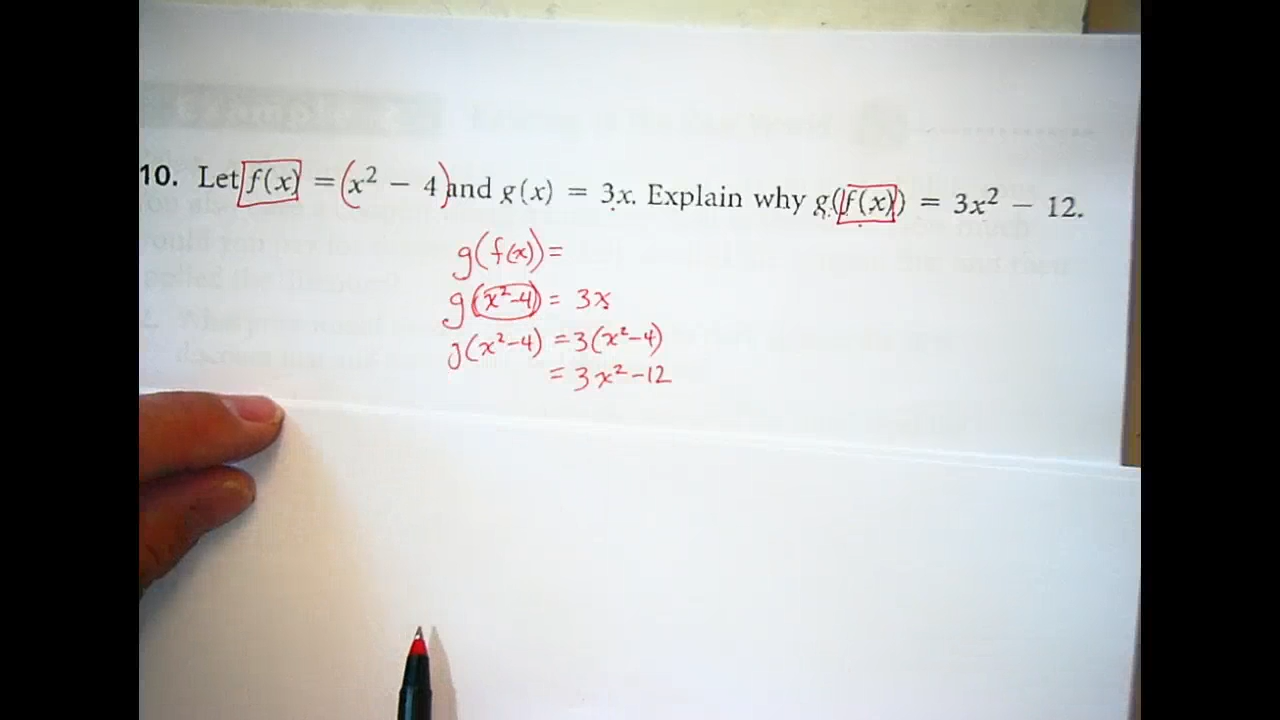 10. Let f(x) = (x² − 4) and g(x) = 3x. Explain why g(f(x)) = 3x² − 12.
g(f(x)) =
g(x²-4) = 3x
g(x²-4) = 3(x²-4)
= 3x²-12